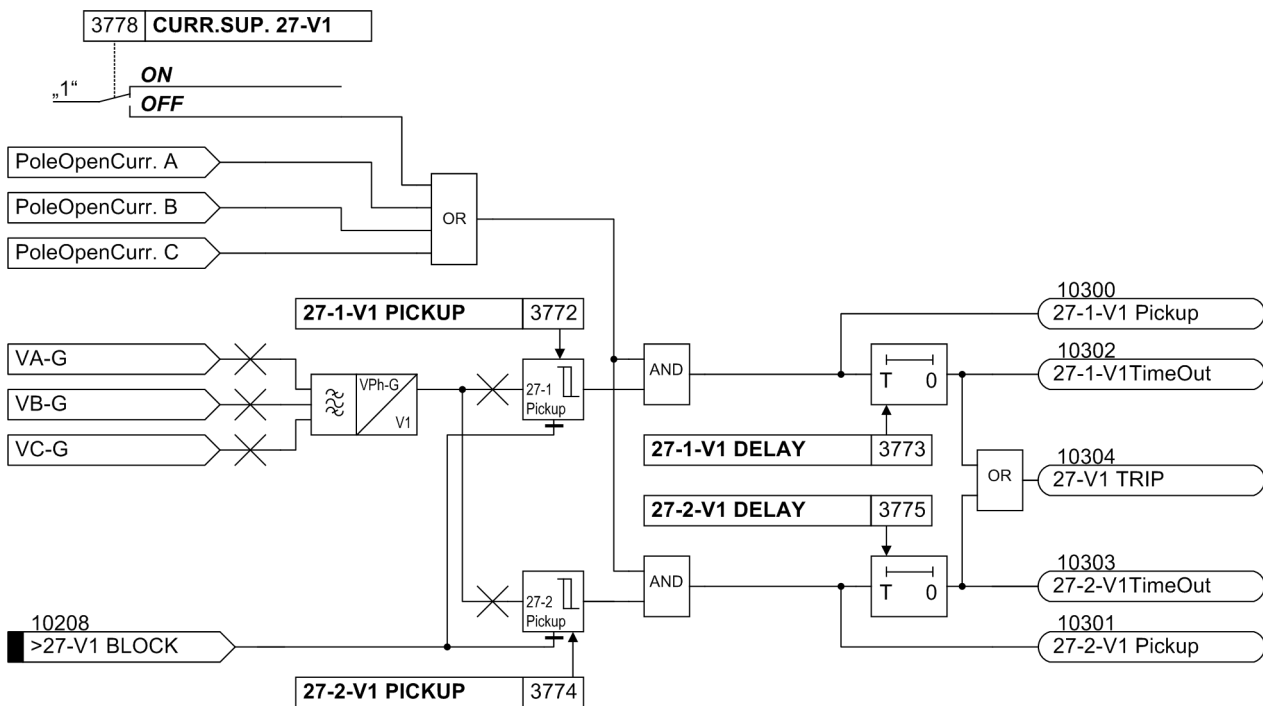 3778 CURR.SUP. 27-V1
ON
„1“
OFF
PoleOpenCurr. A
PoleOpenCurr. B
OR
PoleOpenCurr. C
27-1-V1 PICKUP 3772
10300
27-1-V1 Pickup
VA-G
VPh-G
V1
27-1
Pickup
AND
T 0
10302
27-1-V1TimeOut
VB-G
VC-G
27-1-V1 DELAY 3773
OR
10304
27-V1 TRIP
27-2-V1 DELAY 3775
27-2
Pickup
AND
T 0
10303
27-2-V1TimeOut
10208
>27-V1 BLOCK
10301
27-2-V1 Pickup
27-2-V1 PICKUP 3774